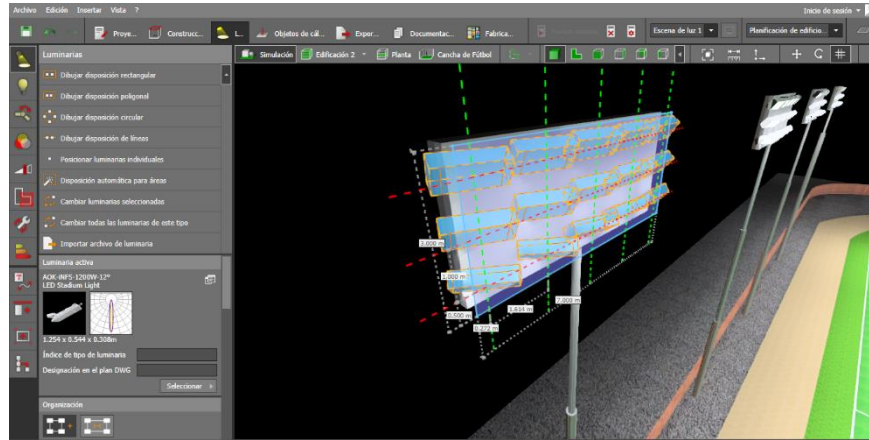 Archivo Edición Insertar Vista ?
Inicio de sesión
Proye... Construcc... L... Objetos de cál... Expor... Documentac... Fabrica...
Escena de luz 1 Planificación de edificio...
Luminarias
Simulación Edificación 2 Planta Cancha de Fútbol
Dibujar disposición rectangular
Dibujar disposición poligonal
Dibujar disposición circular
Dibujar disposición de líneas
Posicionar luminarias individuales
Disposición automática para áreas
Cambiar luminarias seleccionadas
Cambiar todas las luminarias de este tipo
Importar archivo de luminaria
Luminaria activa
AOK-INFS-1200W-12°
LED Stadium Light
1.254 x 0.544 x 0.308m
Índice de tipo de luminaria
Designación en el plan DWG
Seleccionar
Organización
3.000 m
1.000 m
0.500 m
1.614 m
7.800 m
0.272 m